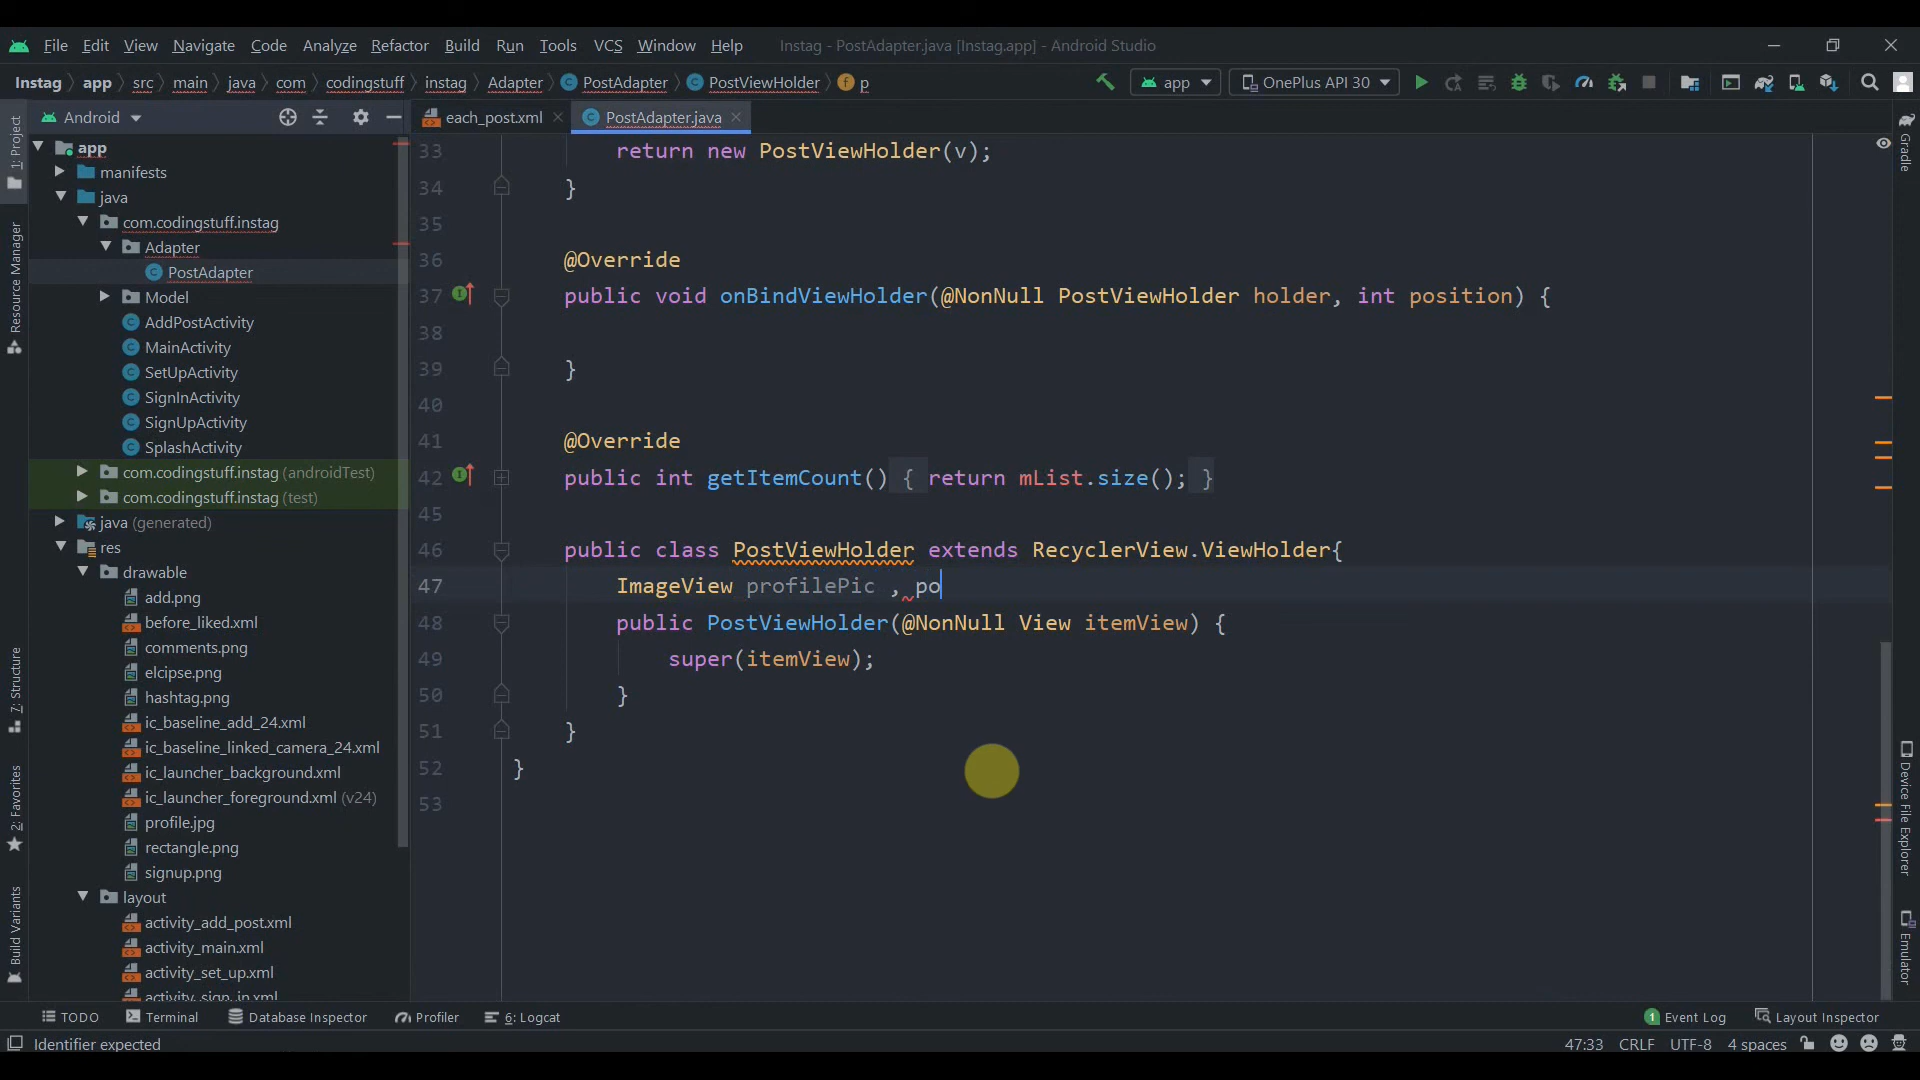 File Edit View Navigate Code Analyze Refactor Build Run Tools VCS Window Help Instag - PostAdapter.java [Instag.app] - Android Studio
Instag app src main java com codingstuff instag Adapter PostAdapter PostViewHolder p app OnePlus API 30
Android
each_post.xml
PostAdapter.java
1: Project
Resource Manager
7: Structure
2: Favorites
Build Variants
app
manifests
java
com.codingstuff.instag
Adapter
PostAdapter
Model
AddPostActivity
MainActivity
SetUpActivity
SignInActivity
SignUpActivity
SplashActivity
com.codingstuff.instag (androidTest)
com.codingstuff.instag (test)
java (generated)
res
drawable
add.png
before_liked.xml
comments.png
elcipse.png
hashtag.png
ic_baseline_add_24.xml
ic_baseline_linked_camera_24.xml
ic_launcher_background.xml
ic_launcher_foreground.xml (v24)
profile.jpg
rectangle.png
signup.png
layout
activity_add_post.xml
activity_main.xml
activity_set_up.xml
activity_sign_in.xml
33 return new PostViewHolder(v);
34 }
35
36 @Override
37 public void onBindViewHolder(@NonNull PostViewHolder holder, int position) {
38
39 }
40
41 @Override
42 public int getItemCount() { return mList.size(); }
45
46 public class PostViewHolder extends RecyclerView.ViewHolder{
47 ImageView profilePic , po
48 public PostViewHolder(@NonNull View itemView) {
49 super(itemView);
50 }
51 }
52 }
53
Gradle
Device File Explorer
Emulator
TODO Terminal Database Inspector Profiler 6: Logcat 1 Event Log Layout Inspector
Identifier expected 47:33 CRLF UTF-8 4 spaces